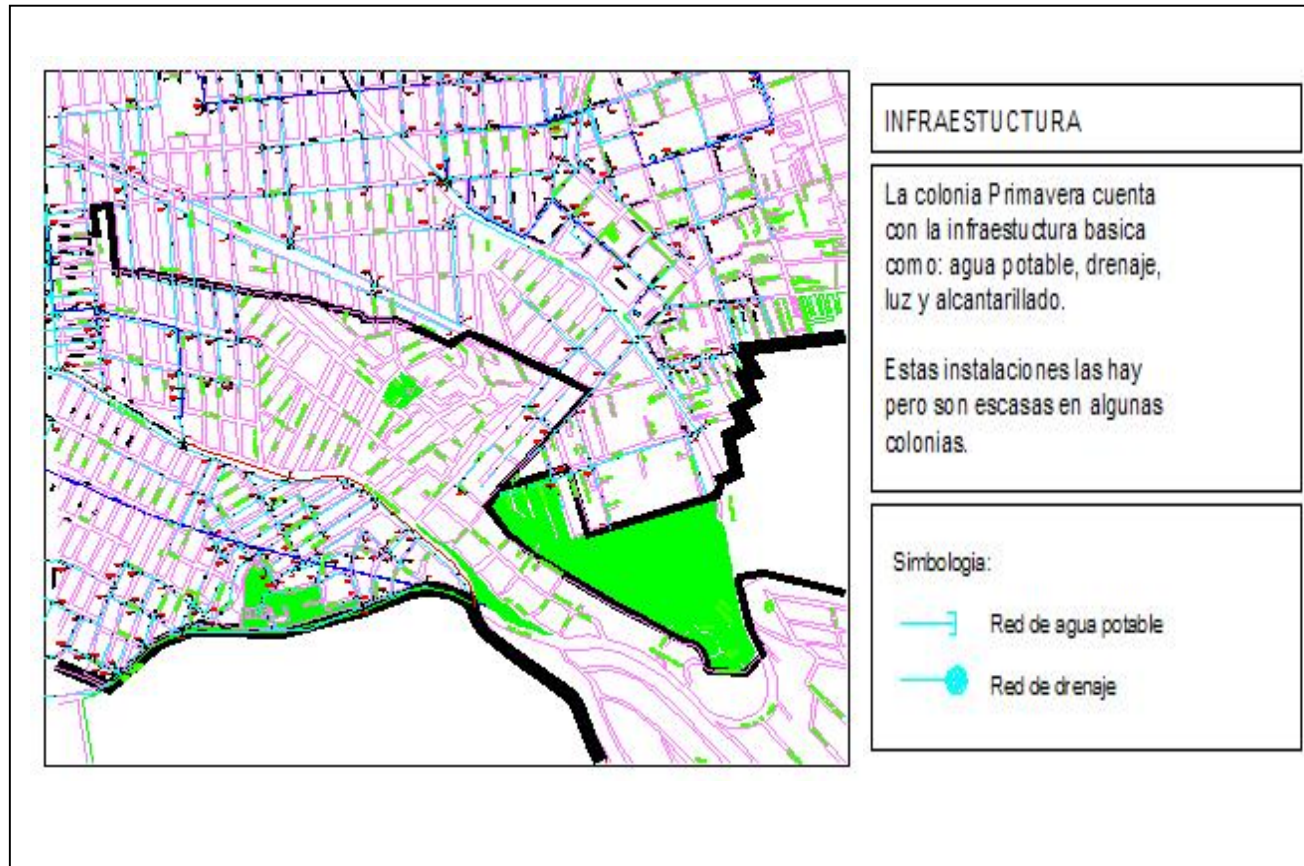 INFRAESTUCTURA
La colonia Primavera cuenta
con la infraestuctura basica
como: agua potable, drenaje,
luz y alcantarillado.
Estas instalaciones las hay
pero son escasas en algunas
colonias.
Simbologia:
Red de agua potable
Red de drenaje